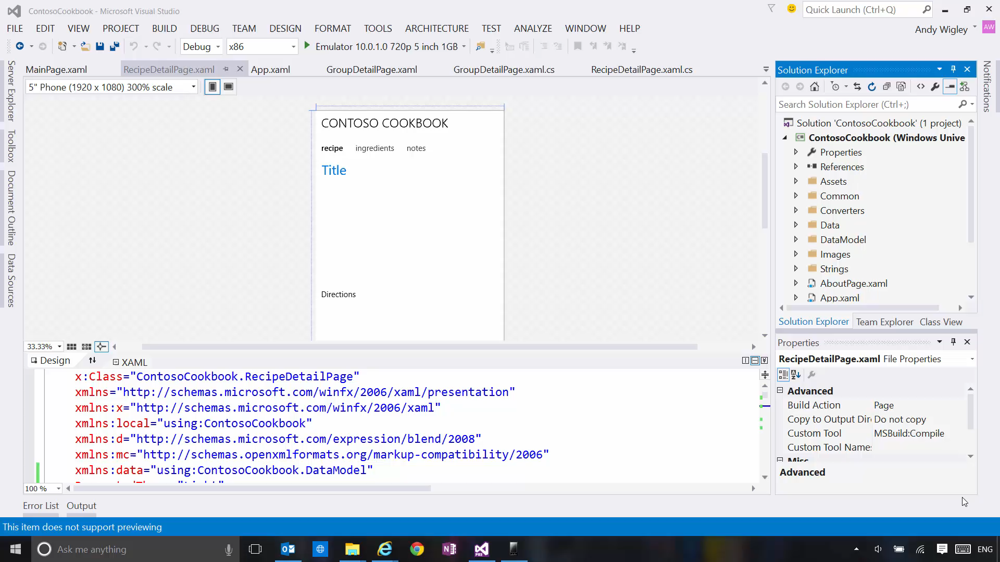 ContosoCookbook - Microsoft Visual Studio
Quick Launch (Ctrl+Q)
FILE EDIT VIEW PROJECT BUILD DEBUG TEAM DESIGN FORMAT TOOLS ARCHITECTURE TEST ANALYZE WINDOW HELP
Andy Wigley AW
Debug x86 Emulator 10.0.1.0 720p 5 inch 1GB
MainPage.xaml RecipeDetailPage.xaml App.xaml GroupDetailPage.xaml GroupDetailPage.xaml.cs RecipeDetailPage.xaml.cs
5" Phone (1920 x 1080) 300% scale
Server Explorer
Toolbox
Document Outline
Data Sources
CONTOSO COOKBOOK
recipe ingredients notes
Title
Directions
33.33%
Design XAML
x:Class="ContosoCookbook.RecipeDetailPage"
xmlns="http://schemas.microsoft.com/winfx/2006/xaml/presentation"
xmlns:x="http://schemas.microsoft.com/winfx/2006/xaml"
xmlns:local="using:ContosoCookbook"
xmlns:d="http://schemas.microsoft.com/expression/blend/2008"
xmlns:mc="http://schemas.openxmlformats.org/markup-compatibility/2006"
xmlns:data="using:ContosoCookbook.DataModel"
100 %
Error List Output
Solution Explorer
Search Solution Explorer (Ctrl+;)
Solution 'ContosoCookbook' (1 project)
ContosoCookbook (Windows Unive
Properties
References
Assets
Common
Converters
Data
DataModel
Images
Strings
AboutPage.xaml
App.xaml
Solution Explorer Team Explorer Class View
Properties
RecipeDetailPage.xaml File Properties
Advanced
Build Action Page
Copy to Output Dir Do not copy
Custom Tool MSBuild:Compile
Custom Tool Name
Misc
Advanced
Notifications
This item does not support previewing
Ask me anything
PRE
ENG